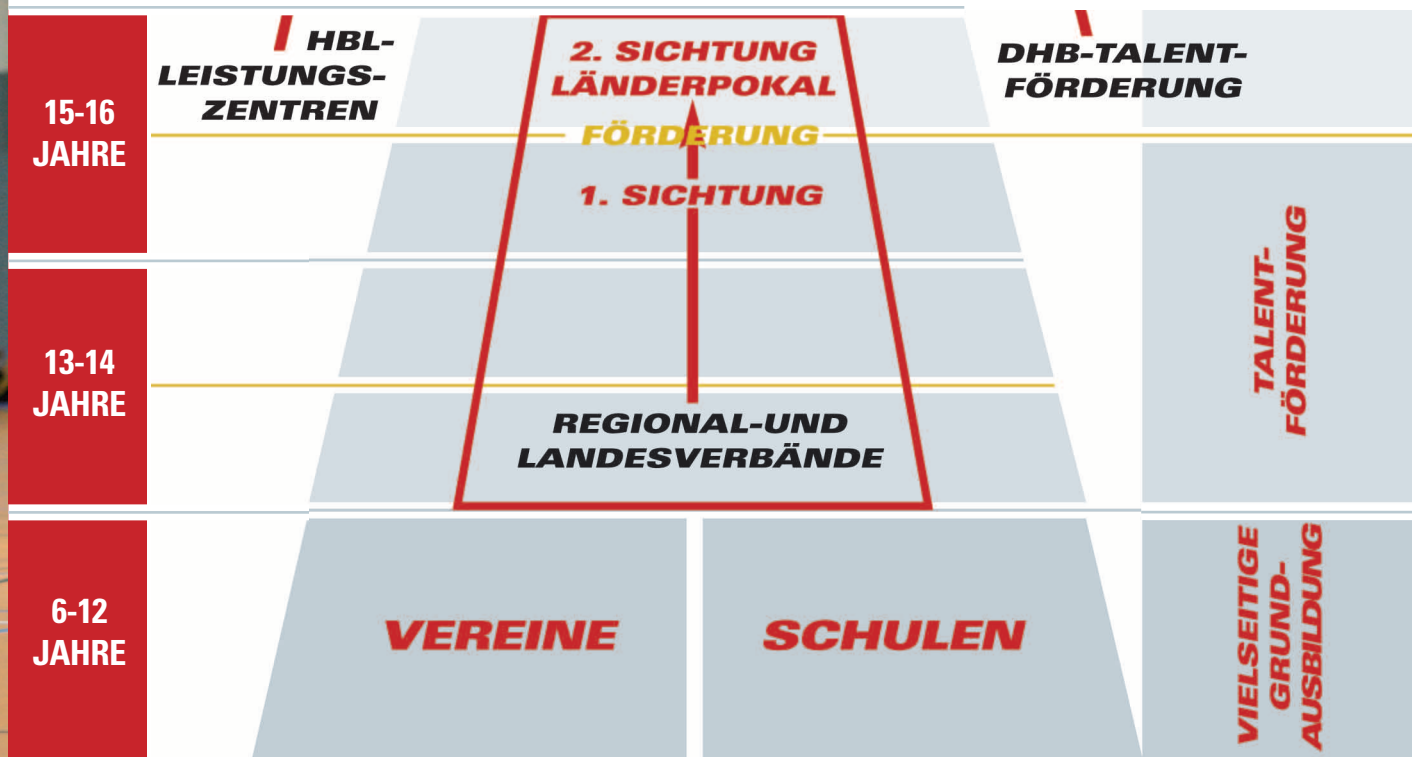 15-16
JAHRE
HBL-
LEISTUNGS-
ZENTREN
2. SICHTUNG
LÄNDERPOKAL
FÖRDERUNG
1. SICHTUNG
DHB-TALENT-
FÖRDERUNG
13-14
JAHRE
REGIONAL-UND
LANDESVERBÄNDE
TALENT-
FÖRDERUNG
6-12
JAHRE
VEREINE
SCHULEN
VIELSEITIGE
GRUND-
AUSBILDUNG